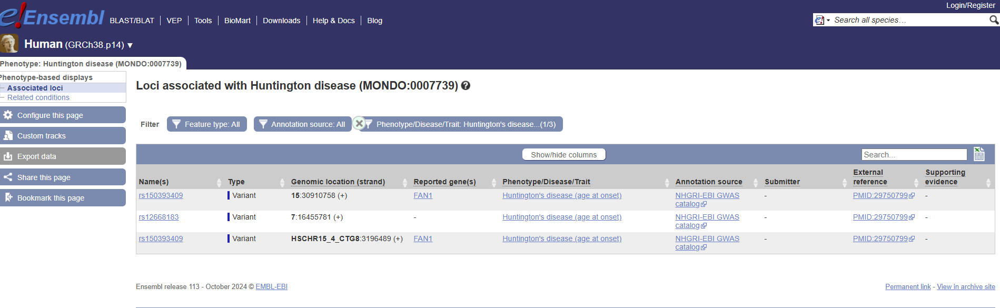 Login/Register
e!Ensembl BLAST/BLAT VEP Tools BioMart Downloads Help & Docs Blog
e! Search all species…
Human (GRCh38.p14) ▼
Phenotype: Huntington disease (MONDO:0007739)
Phenotype-based displays
Associated loci
Related conditions
Configure this page
Custom tracks
Export data
Share this page
Bookmark this page
Loci associated with Huntington disease (MONDO:0007739) ?
Filter Feature type: All Annotation source: All Phenotype/Disease/Trait: Huntington's disease...(1/3)
Show/hide columns Search...
Name(s) Type Genomic location (strand) Reported gene(s) Phenotype/Disease/Trait Annotation source Submitter External reference Supporting evidence
rs150393409 Variant 15:30910758 (+) FAN1 Huntington's disease (age at onset) NHGRI-EBI GWAS catalog - PMID:29750799 -
rs12668183 Variant 7:16455781 (+) - Huntington's disease (age at onset) NHGRI-EBI GWAS catalog - PMID:29750799 -
rs150393409 Variant HSCHR15_4_CTG8:3196489 (+) FAN1 Huntington's disease (age at onset) NHGRI-EBI GWAS catalog - PMID:29750799 -
Ensembl release 113 - October 2024 © EMBL-EBI
Permanent link - View in archive site